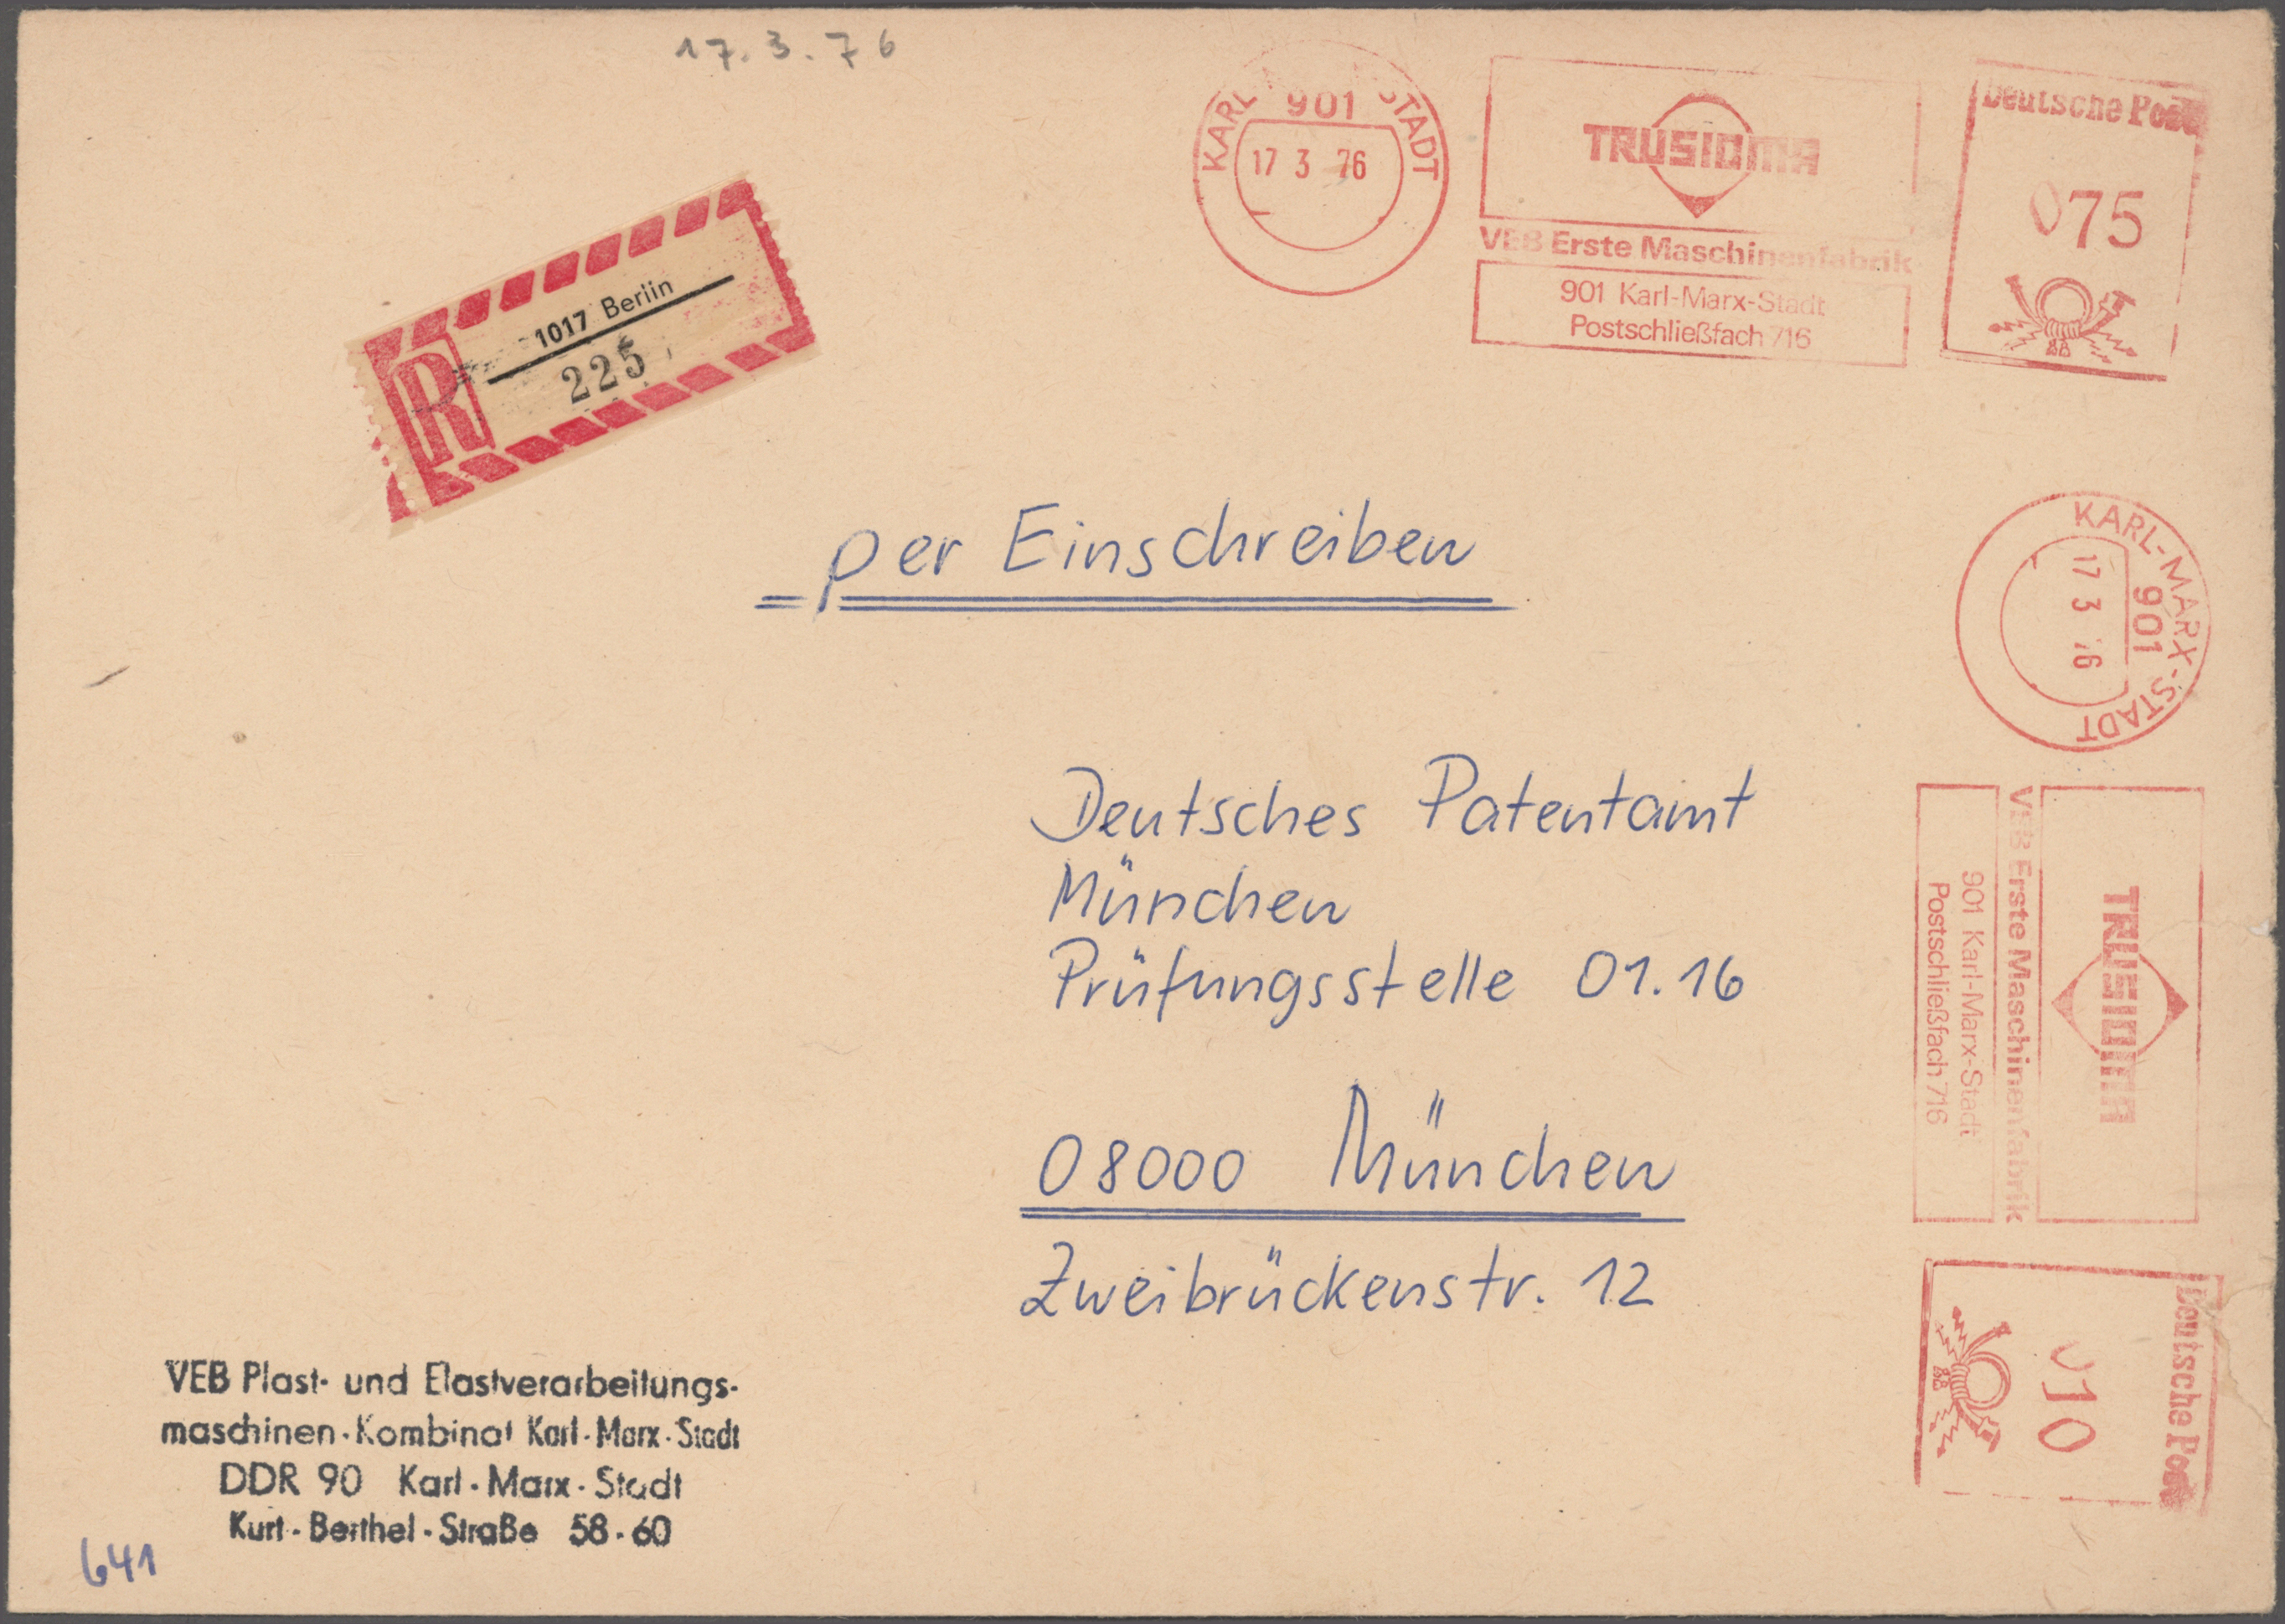 17.3.76
KARL-MARX-STADT
901
17 3 76
TRUSIOMA
VEB Erste Maschinenfabrik
901 Karl-Marx-Stadt
Postschließfach 716
Deutsche Post
075
R
1017 Berlin
225
per Einschreiben
KARL-MARX-STADT
901
17 3 76
TRUSIOMA
VEB Erste Maschinenfabrik
901 Karl-Marx-Stadt
Postschließfach 716
Deutsche Post
010
Deutsches Patentamt
München
Prüfungsstelle 01.16
08000 München
Zweibrückenstr. 12
VEB Plast- und Elastverarbeitungs-
maschinen-Kombinat Karl-Marx-Stadt
DDR 90 Karl-Marx-Stadt
Kurt-Berthel-Straße 58-60
641